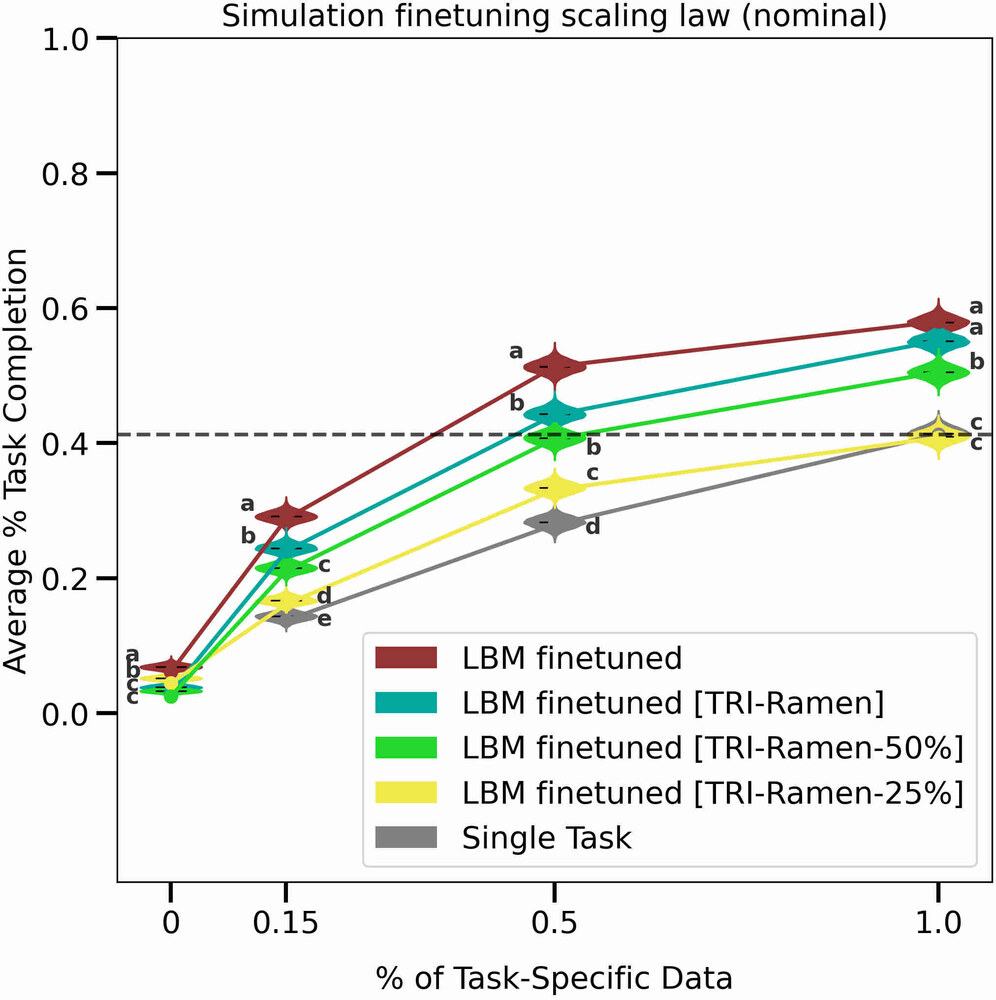 Simulation finetuning scaling law (nominal)
Average % Task Completion
1.0
0.8
0.6
0.4
0.2
0.0
a
b
c
c
a
b
c
d
e
a
b
b
c
d
a
a
b
c
c
LBM finetuned
LBM finetuned [TRI-Ramen]
LBM finetuned [TRI-Ramen-50%]
LBM finetuned [TRI-Ramen-25%]
Single Task
0 0.15 0.5 1.0
% of Task-Specific Data